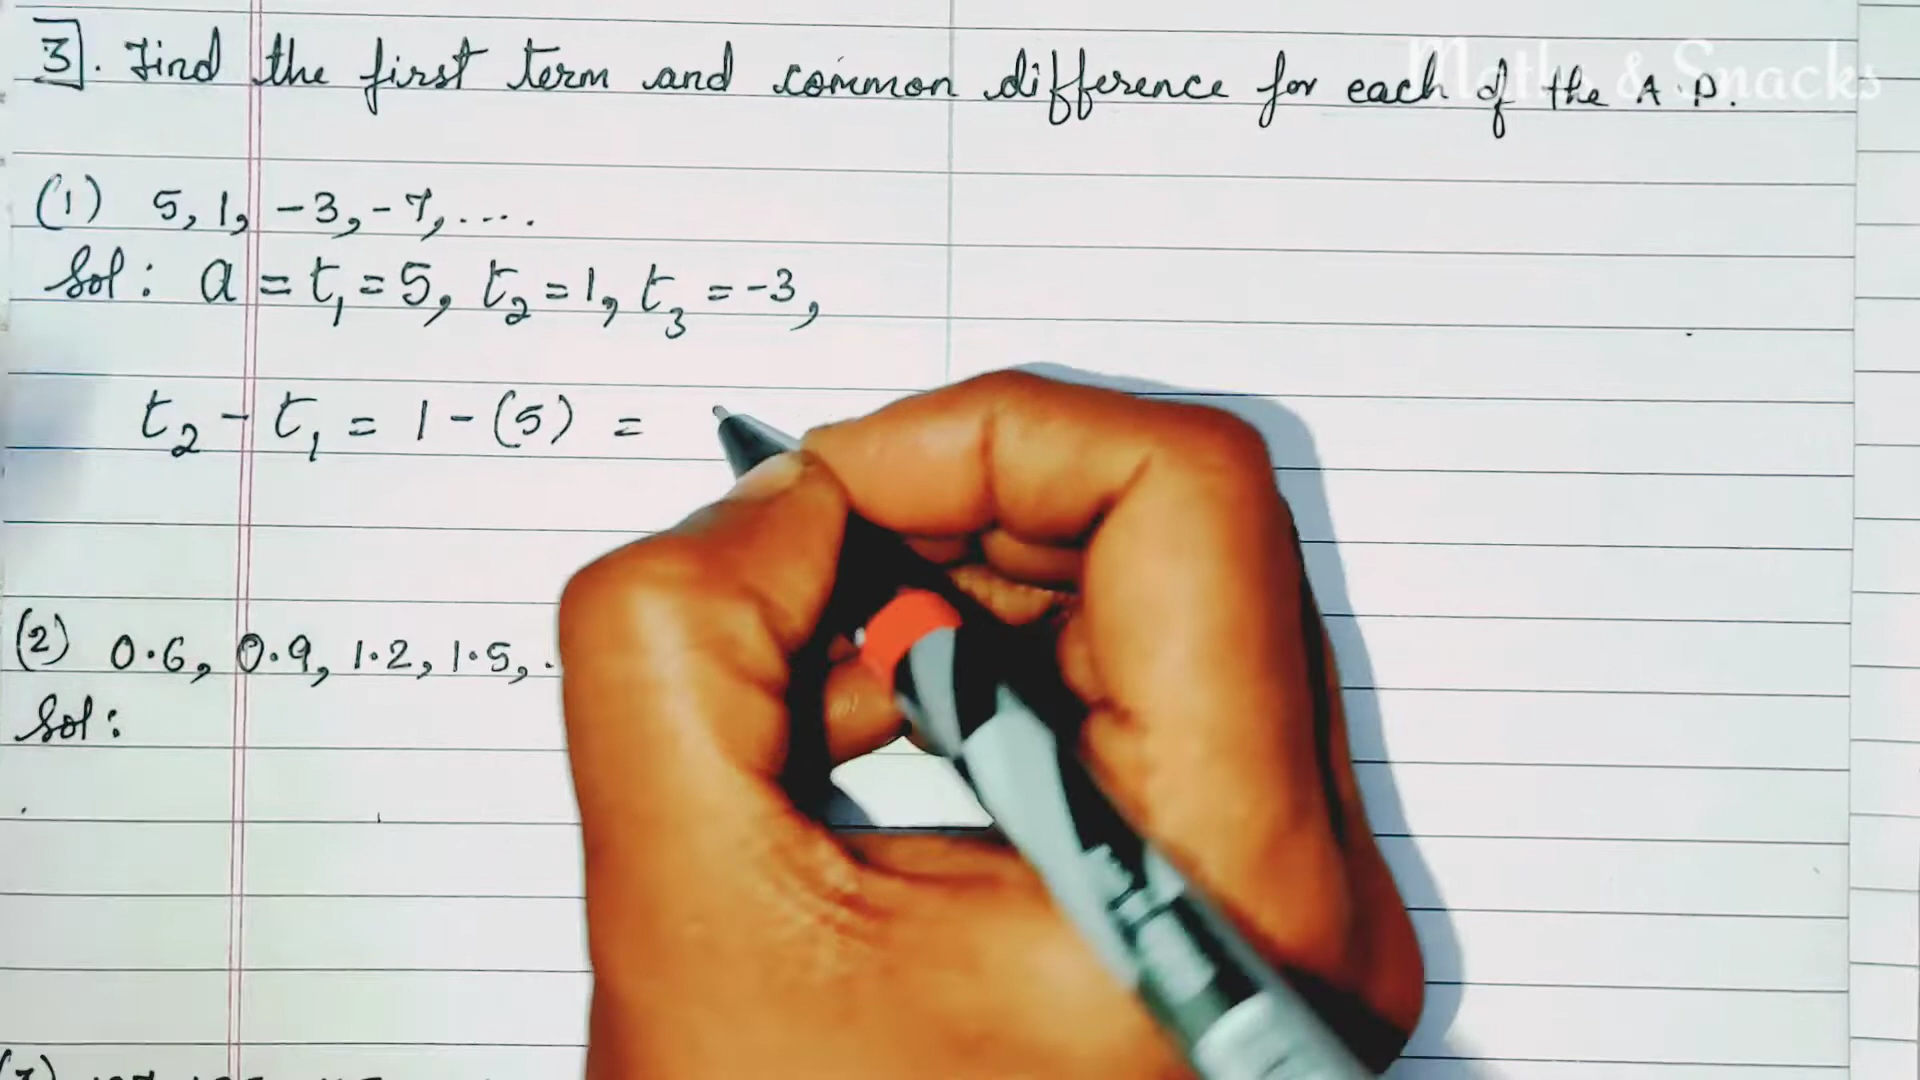 3. Find the first term and common difference for each of the A.P.
Maths & Snacks
(1) 5, 1, -3, -7, ....
Sol: a = t₁ = 5, t₂ = 1, t₃ = -3,
t₂ - t₁ = 1 - (5) =
(2) 0.6, 0.9, 1.2, 1.5, .
Sol: